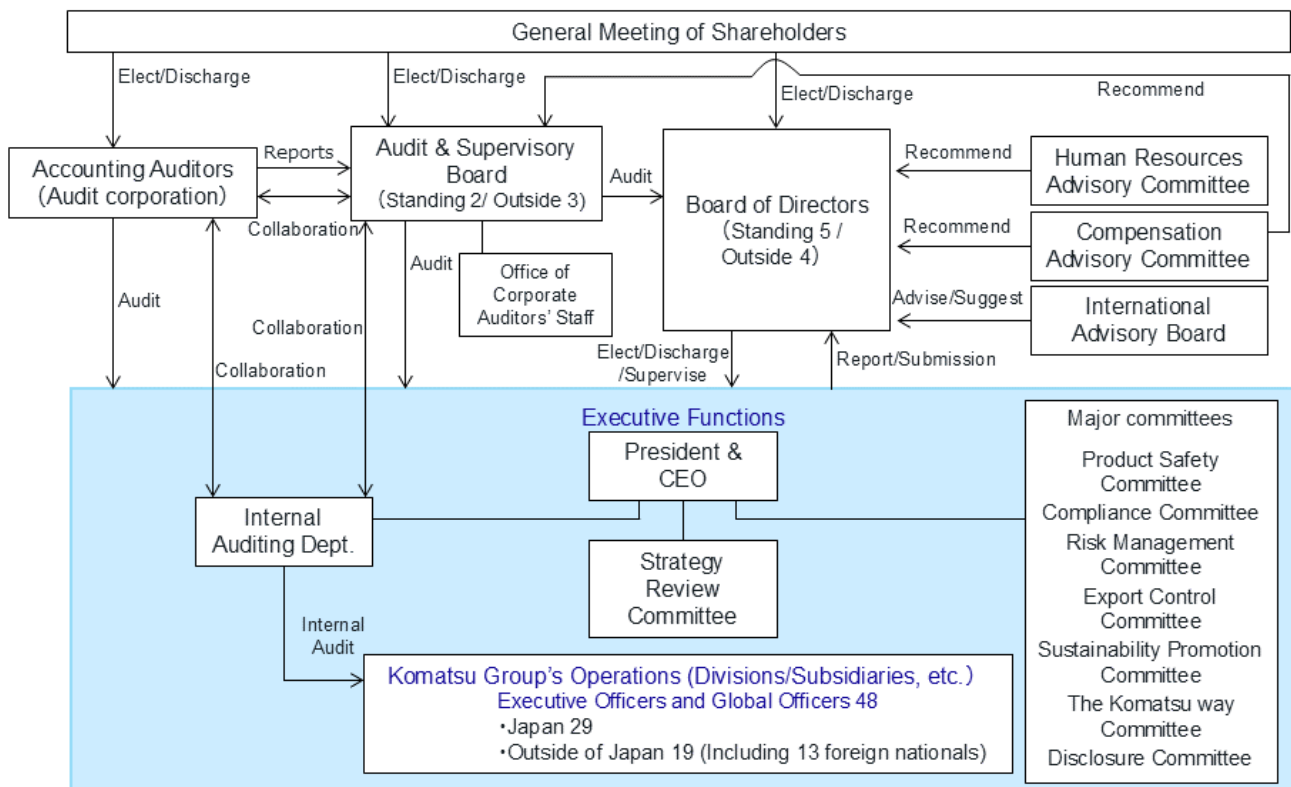 General Meeting of Shareholders
Elect/Discharge
Elect/Discharge
Elect/Discharge
Recommend
Accounting Auditors
(Audit corporation)
Reports
Collaboration
Audit & Supervisory
Board
(Standing 2/ Outside 3)
Audit
Board of Directors
(Standing 5 /
Outside 4)
Recommend
Human Resources
Advisory Committee
Recommend
Compensation
Advisory Committee
Advise/Suggest
International
Advisory Board
Audit
Audit
Office of
Corporate
Auditors' Staff
Collaboration
Collaboration
Elect/Discharge
/Supervise
Report/Submission
Executive Functions
President &
CEO
Internal
Auditing Dept.
Strategy
Review
Committee
Internal
Audit
Komatsu Group's Operations (Divisions/Subsidiaries, etc.)
Executive Officers and Global Officers 48
・Japan 29
・Outside of Japan 19 (Including 13 foreign nationals)
Major committees
Product Safety
Committee
Compliance Committee
Risk Management
Committee
Export Control
Committee
Sustainability Promotion
Committee
The Komatsu way
Committee
Disclosure Committee